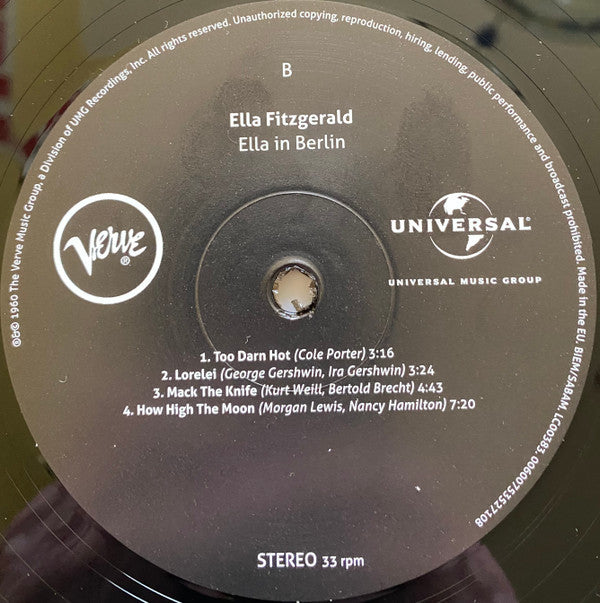 ℗&© 1960 The Verve Music Group, a Division of UMG Recordings, Inc. All rights reserved. Unauthorized copying, reproduction, hiring, lending, public performance and broadcast prohibited. Made in the EU. BIEM/SABAM. LC00383. 00600753527108
B
Ella Fitzgerald
Ella in Berlin
VERVE®
UNIVERSAL®
UNIVERSAL MUSIC GROUP
1. Too Darn Hot (Cole Porter) 3:16
2. Lorelei (George Gershwin, Ira Gershwin) 3:24
3. Mack The Knife (Kurt Weill, Bertold Brecht) 4:43
4. How High The Moon (Morgan Lewis, Nancy Hamilton) 7:20
STEREO 33 rpm